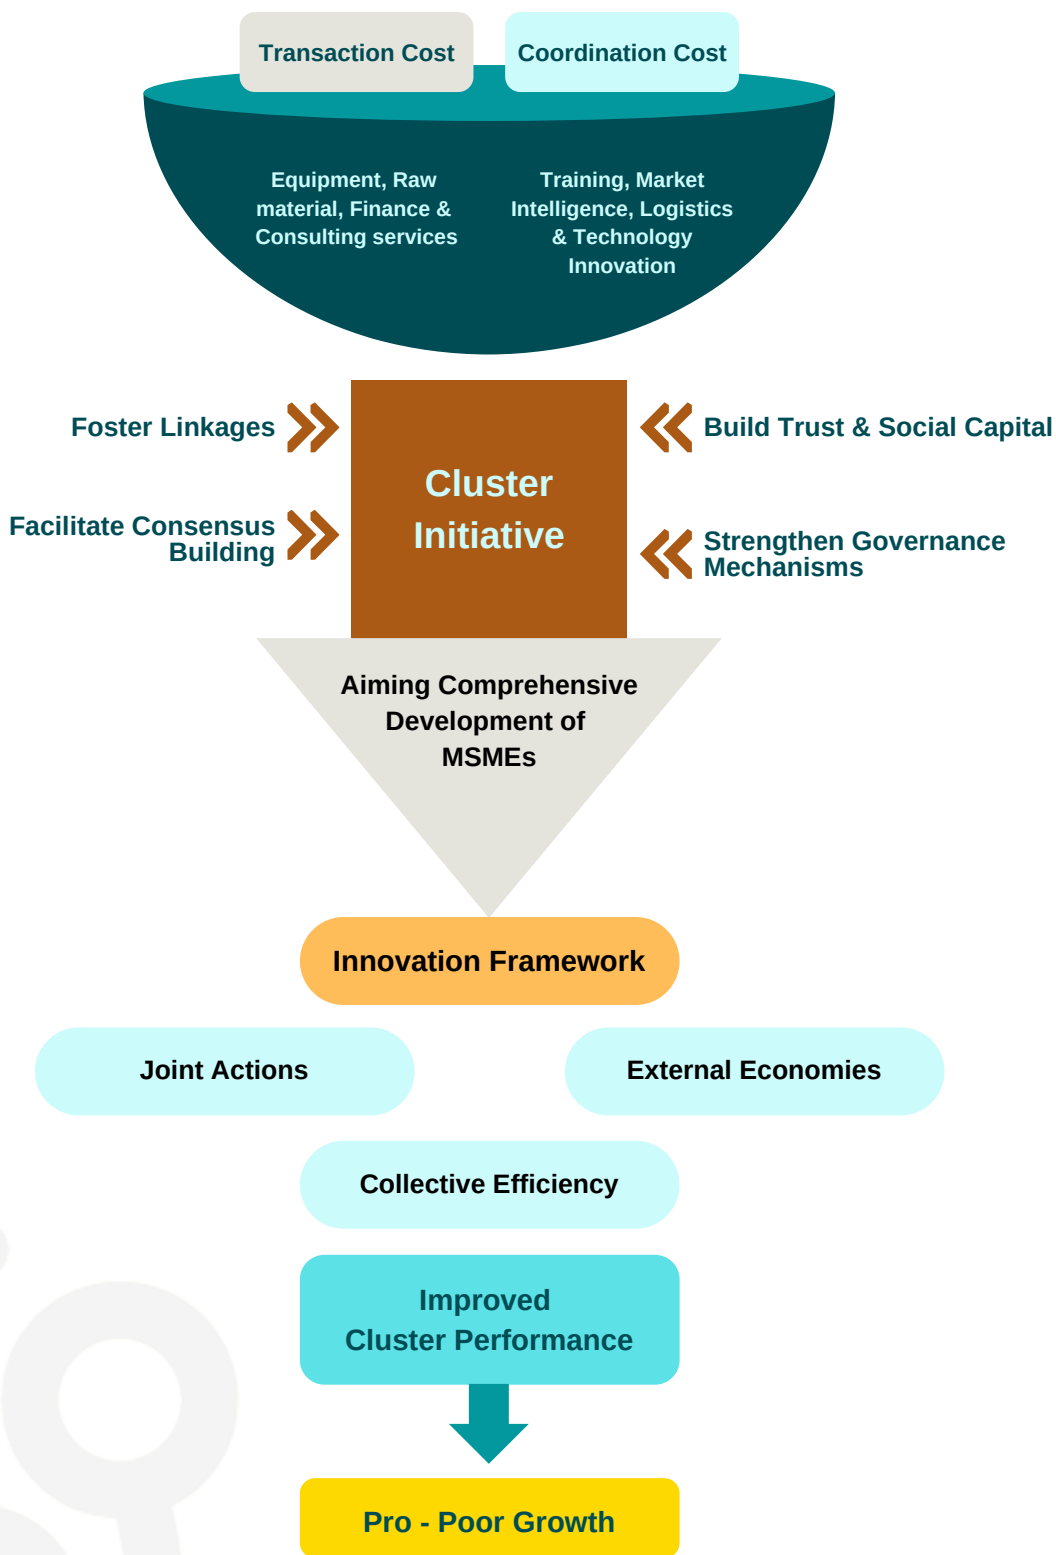 Transaction Cost
Coordination Cost
Equipment, Raw
material, Finance &
Consulting services
Training, Market
Intelligence, Logistics
& Technology
Innovation
Foster Linkages
Build Trust & Social Capital
Cluster
Initiative
Facilitate Consensus
Building
Strengthen Governance
Mechanisms
Aiming Comprehensive
Development of
MSMEs
Innovation Framework
Joint Actions
External Economies
Collective Efficiency
Improved
Cluster Performance
Pro - Poor Growth